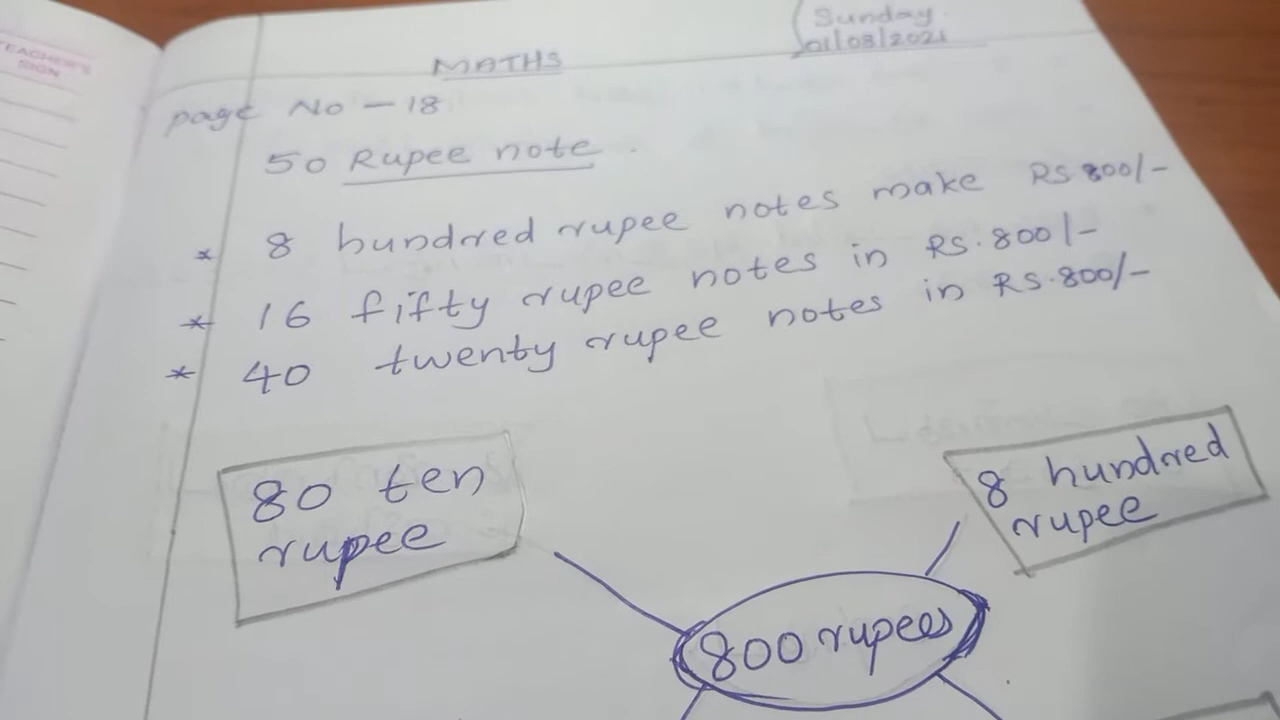 TEACHER'S
SIGN
Sunday
01/08/2021
MATHS
page No - 18
50 Rupee note.
* 8 hundred rupee notes make Rs 800/-
* 16 fifty rupee notes in Rs. 800/-
* 40 twenty rupee notes in Rs. 800/-
80 ten
rupee
8 hundred
rupee
800 rupees